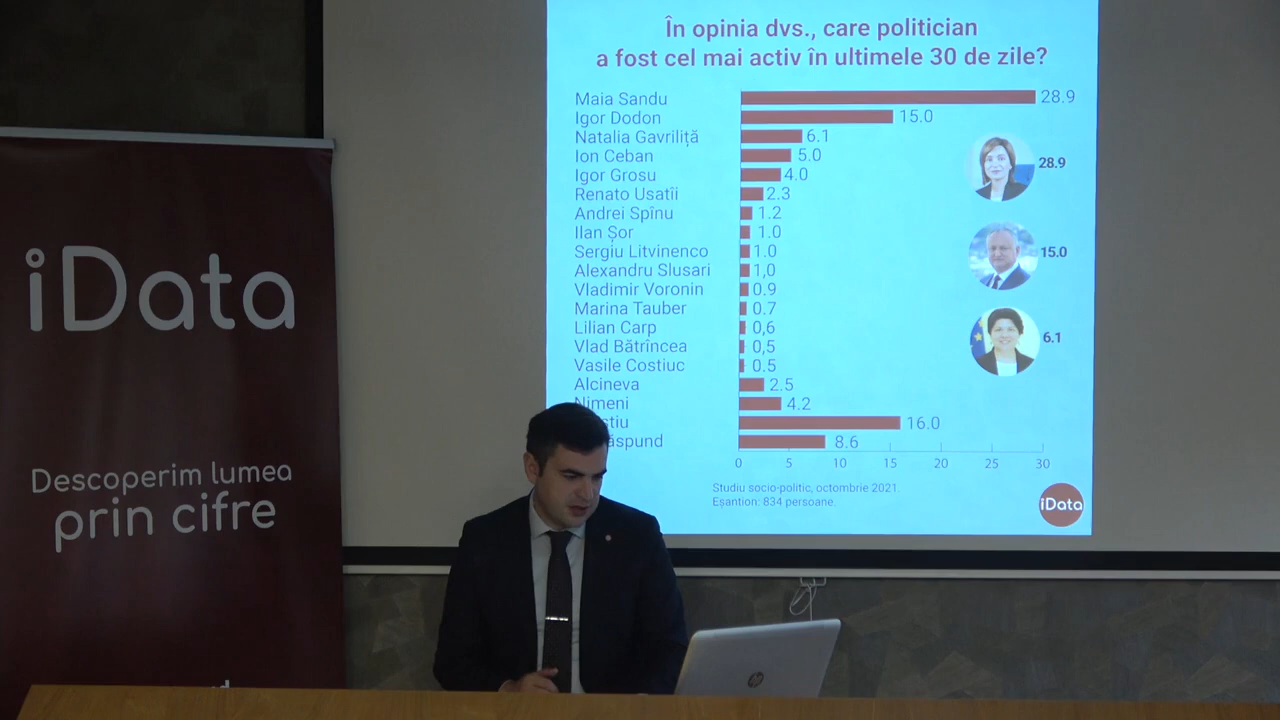 În opinia dvs., care politician
a fost cel mai activ în ultimele 30 de zile?
Maia Sandu 28.9
Igor Dodon 15.0
Natalia Gavriliță 6.1
Ion Ceban 5.0
Igor Grosu 4.0
Renato Usatîi 2.3
Andrei Spînu 1.2
Ilan Șor 1.0
Sergiu Litvinenco 1.0
Alexandru Slusari 1,0
Vladimir Voronin 0.9
Marina Tauber 0.7
Lilian Carp 0,6
Vlad Bătrîncea 0,5
Vasile Costiuc 0.5
Alcineva 2.5
Nimeni 4.2
știu 16.0
ăspund 8.6
0 5 10 15 20 25 30
28.9
15.0
6.1
Studiu socio-politic, octombrie 2021.
Eșantion: 834 persoane.
iData
iData
Descoperim lumea
prin cifre
hp